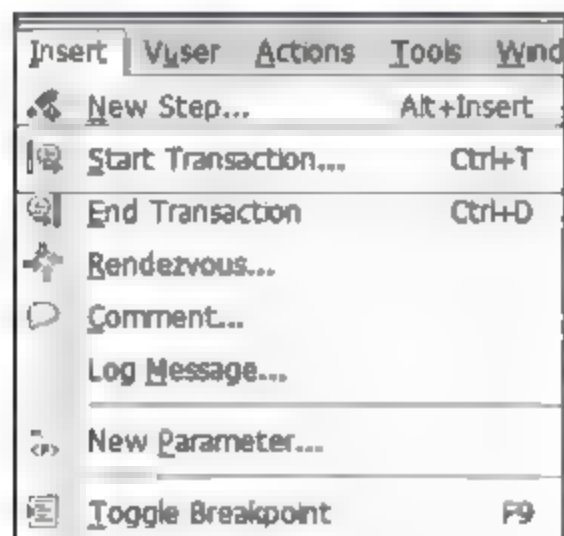 Insert Vuser Actions Tools Wind
New Step... Alt+Insert
Start Transaction... Ctrl+T
End Transaction Ctrl+D
Rendezvous...
Comment...
Log Message...
New Parameter...
Toggle Breakpoint F9